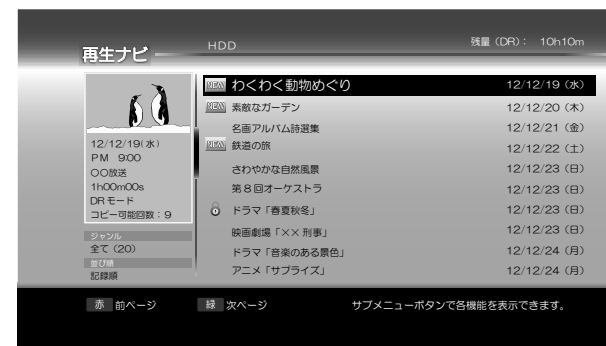 再生ナビ
HDD
残量（DR）： 10h10m
NEW わくわく動物めぐり 12/12/19（水）
NEW 素敵なガーデン 12/12/20（木）
名画アルバム詩選集 12/12/21（金）
NEW 鉄道の旅 12/12/22（土）
さわやかな自然風景 12/12/23（日）
第８回オーケストラ 12/12/23（日）
ドラマ「春夏秋冬」 12/12/23（日）
映画劇場「×× 刑事」 12/12/23（日）
ドラマ「音楽のある景色」 12/12/24（月）
アニメ「サプライズ」 12/12/24（月）
12/12/19(水)
PM 9:00
○○放送
1h00m00s
DRモード
コピー可能回数：9
ジャンル
全て（20）
並び順
記録順
赤 前ページ
緑 次ページ
サブメニューボタンで各機能を表示できます。